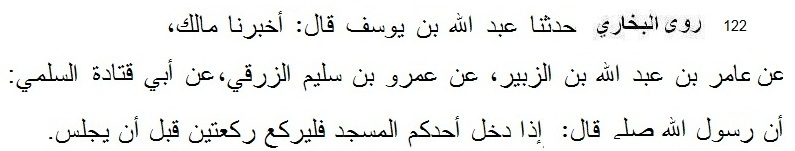 122 روى البخاري حدثنا عبد الله بن يوسف قال: أخبرنا مالك،
عن عامر بن عبد الله بن الزبير، عن عمرو بن سليم الزرقي،عن أبي قتادة السلمي:
أن رسول الله صلى قال: إذا دخل أحدكم المسجد فليركع ركعتين قبل أن يجلس.